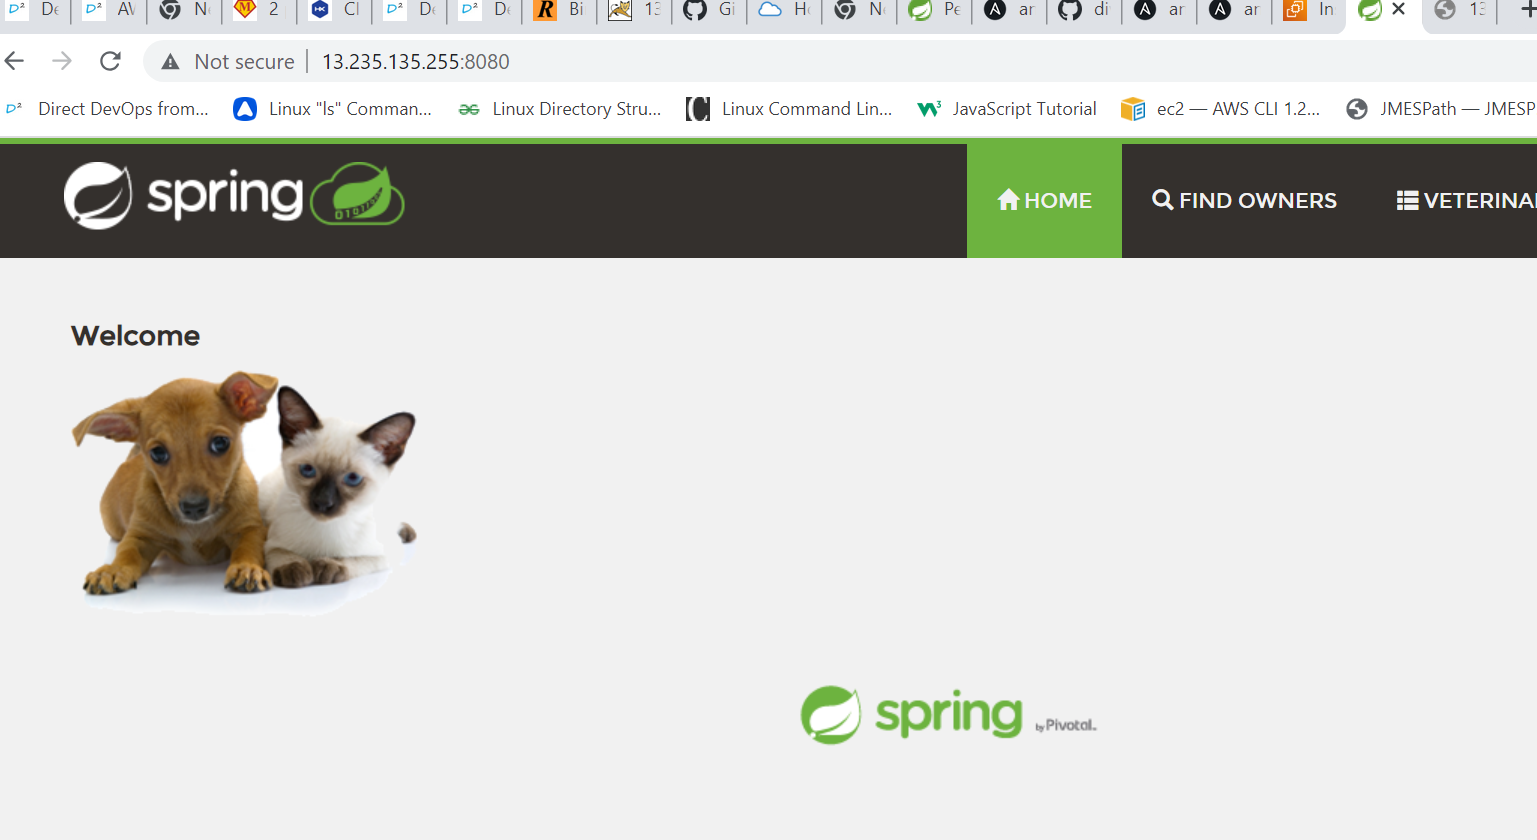 De AV N 2 Cl De De Bi 13 Gi Ho N Pe ar di ar ar In 13
Not secure 13.235.135.255:8080
Direct DevOps from... Linux "ls" Comman... Linux Directory Stru... Linux Command Lin... JavaScript Tutorial ec2 — AWS CLI 1.2... JMESPath — JMESP
spring HOME FIND OWNERS VETERINA
Welcome
spring by Pivotal